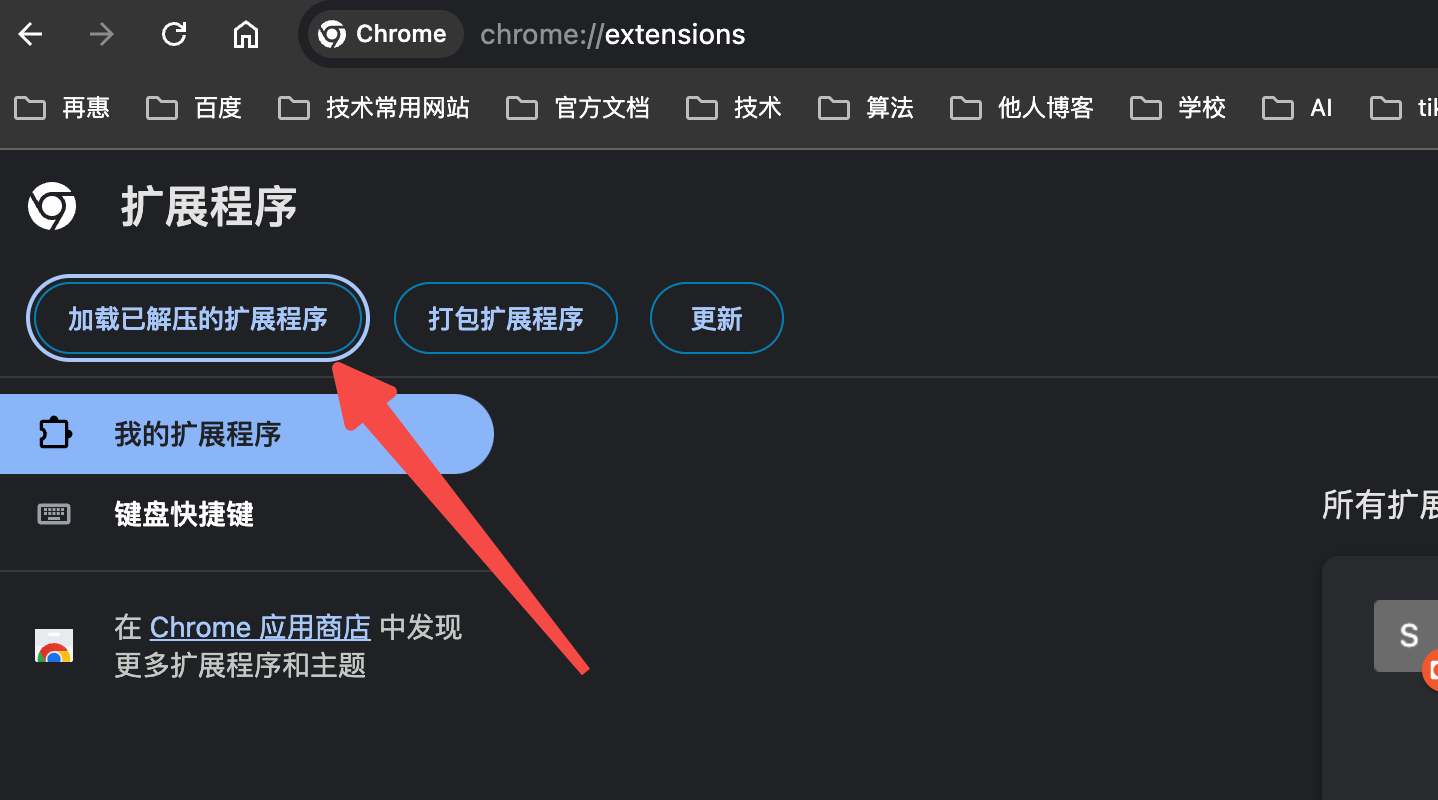 Chrome chrome://extensions
再惠 百度 技术常用网站 官方文档 技术 算法 他人博客 学校 AI
扩展程序
加载已解压的扩展程序 打包扩展程序 更新
我的扩展程序
键盘快捷键
所有扩
在 Chrome 应用商店 中发现
更多扩展程序和主题
S